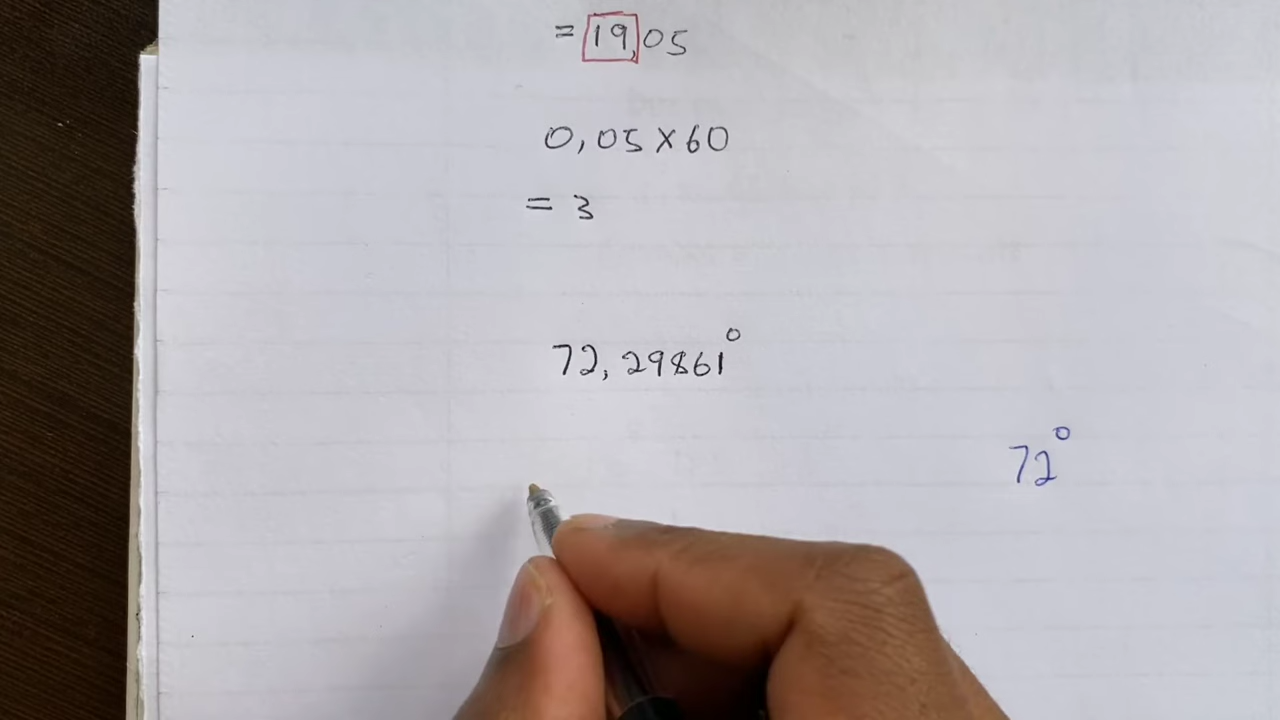 = 19,05
0,05 × 60
= 3
72,29861°
72°